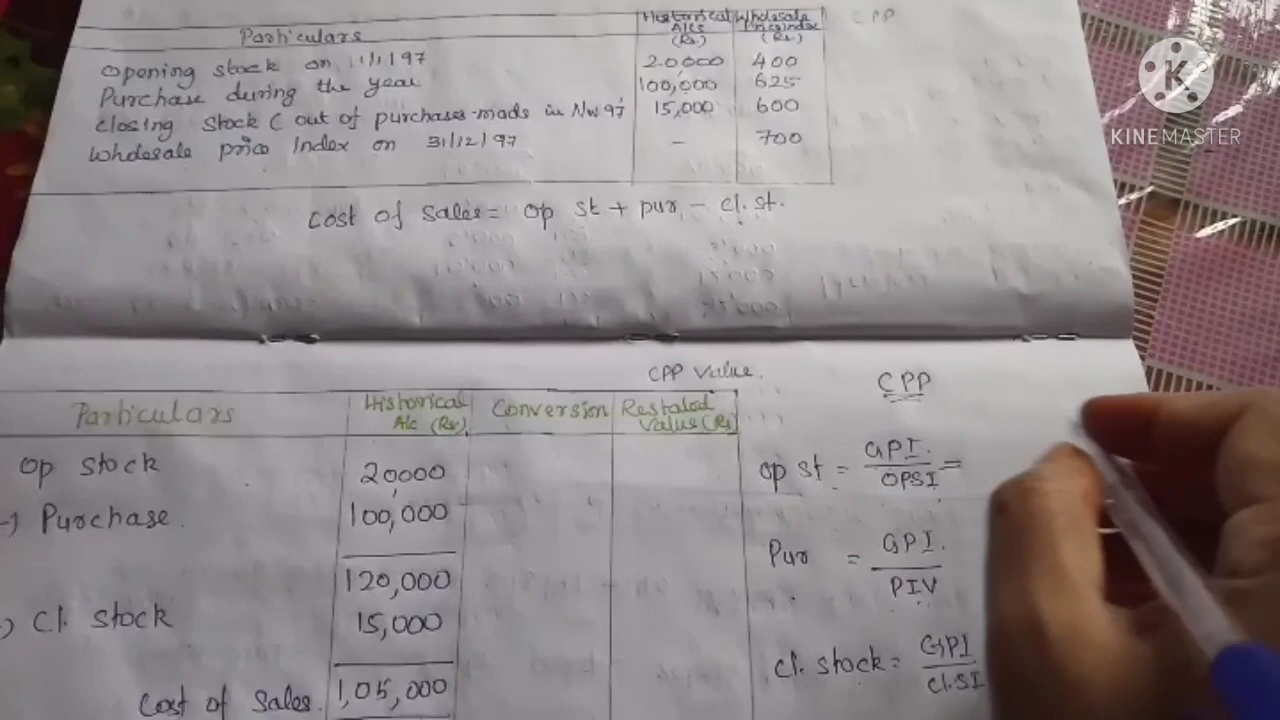 Particulars Historical A/c (Rs.) Wholesale Price Index (Rs.) CPP
Opening stock on 1/1/97 20000 400
Purchase during the year 100,000 625
Closing Stock ( out of purchases made in Nov 97 15,000 600
Wholesale price Index on 31/12/97 - 700
Cost of Sales = Op st + pur - cl. st.
K
KINEMASTER
CPP Value.
CPP
Particulars Historical A/c (Rs.) Conversion Restated Value (Rs)
Op stock 20000
Op st = GPI. / OPSI =
-) Purchase. 100,000
Pur = GPI. / PIV
120,000
) Cl. stock 15,000
Cl. stock = GPI / Cl.SI
Cost of Sales. 1,05,000